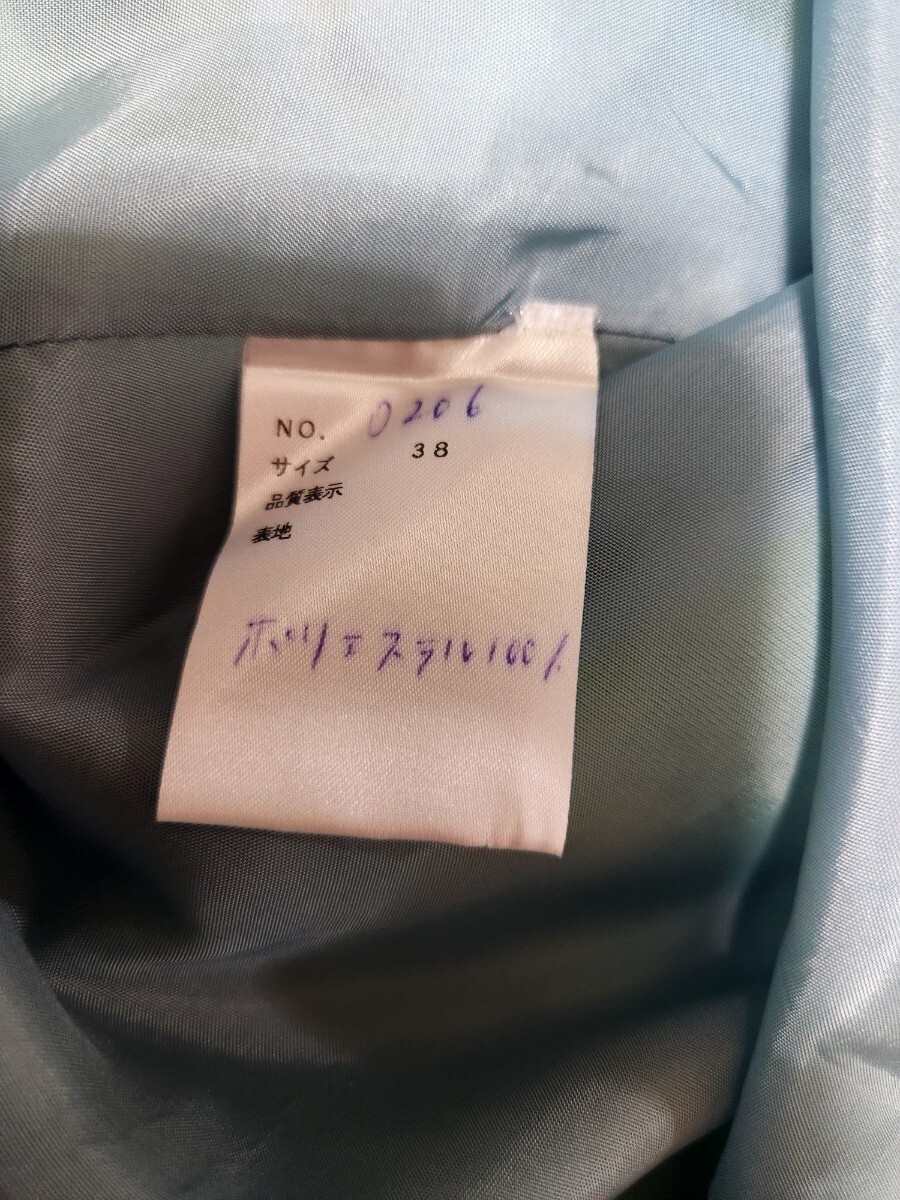 NO. 0206
サイズ 38
品質表示
表地
ポリエステル100%